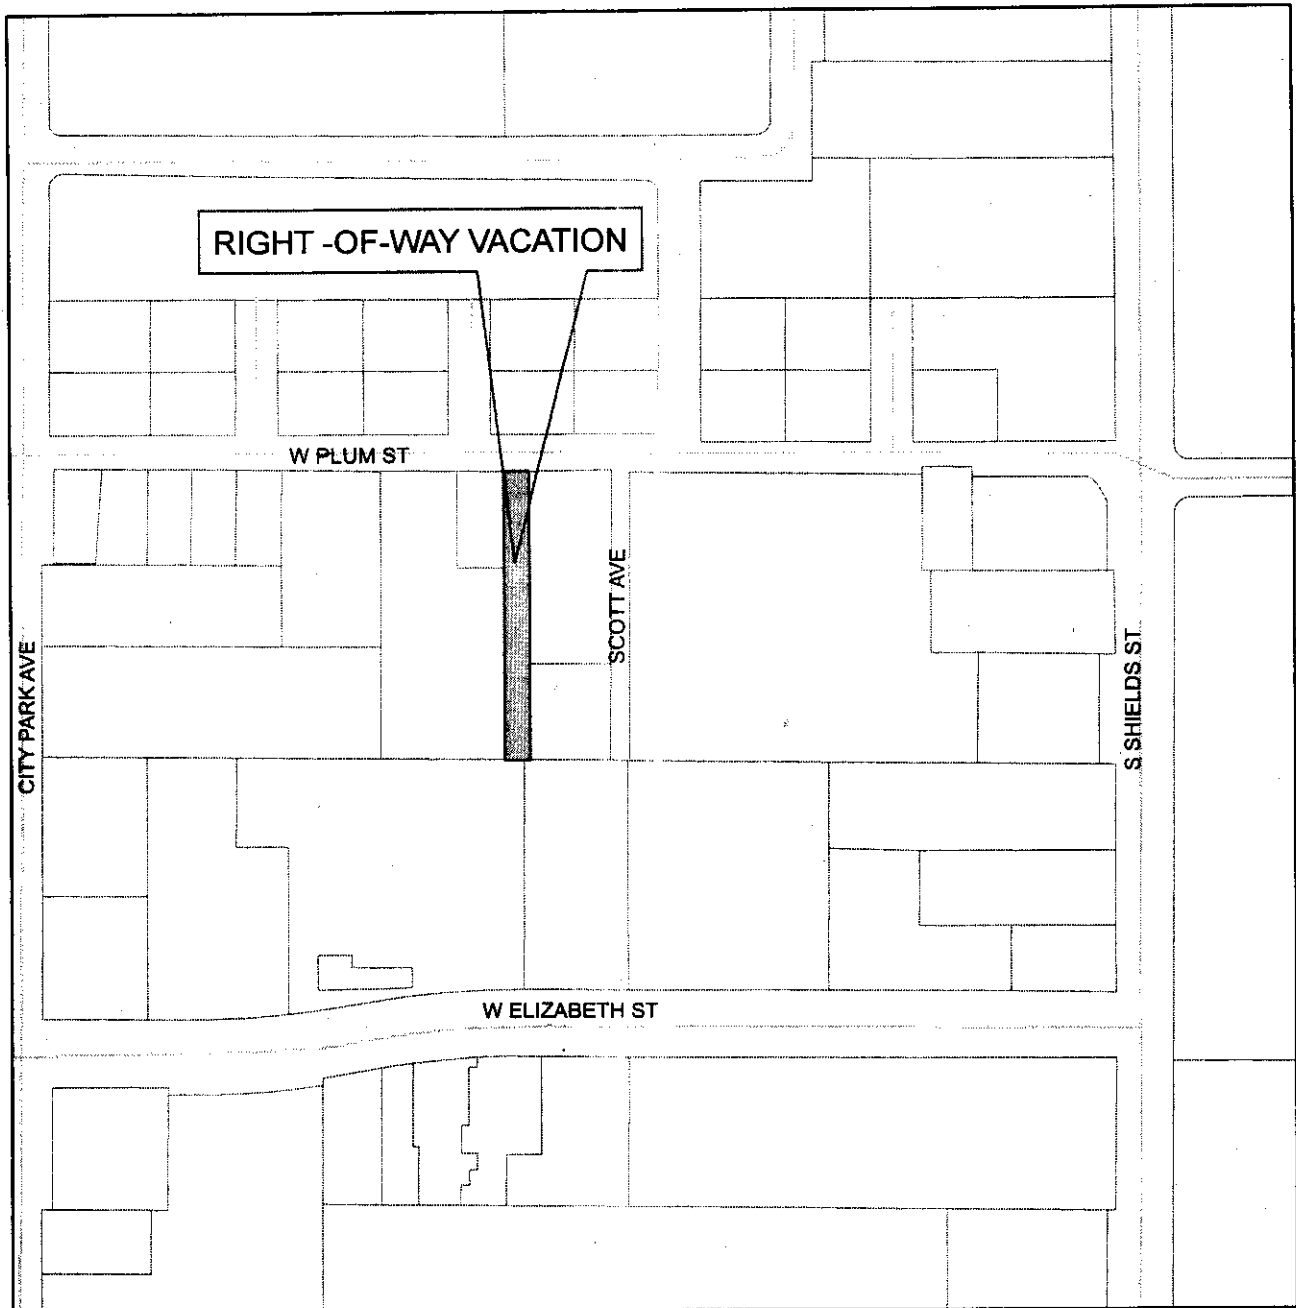 RIGHT -OF-WAY VACATION
W PLUM ST
SCOTT AVE
CITY PARK AVE
S SHIELDS ST
W ELIZABETH ST